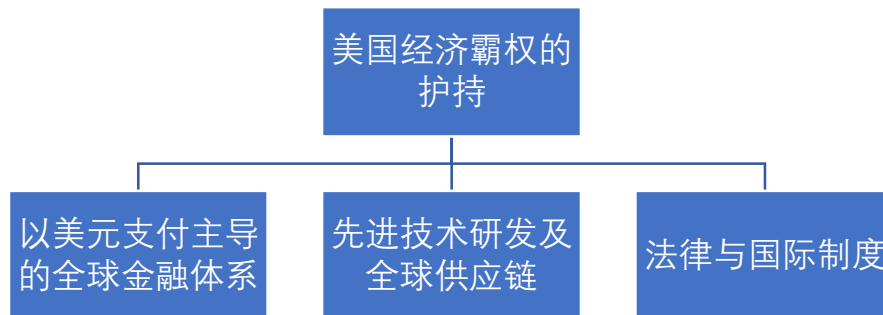 美国经济霸权的
护持
以美元支付主导
的全球金融体系
先进技术研发及
全球供应链
法律与国际制度